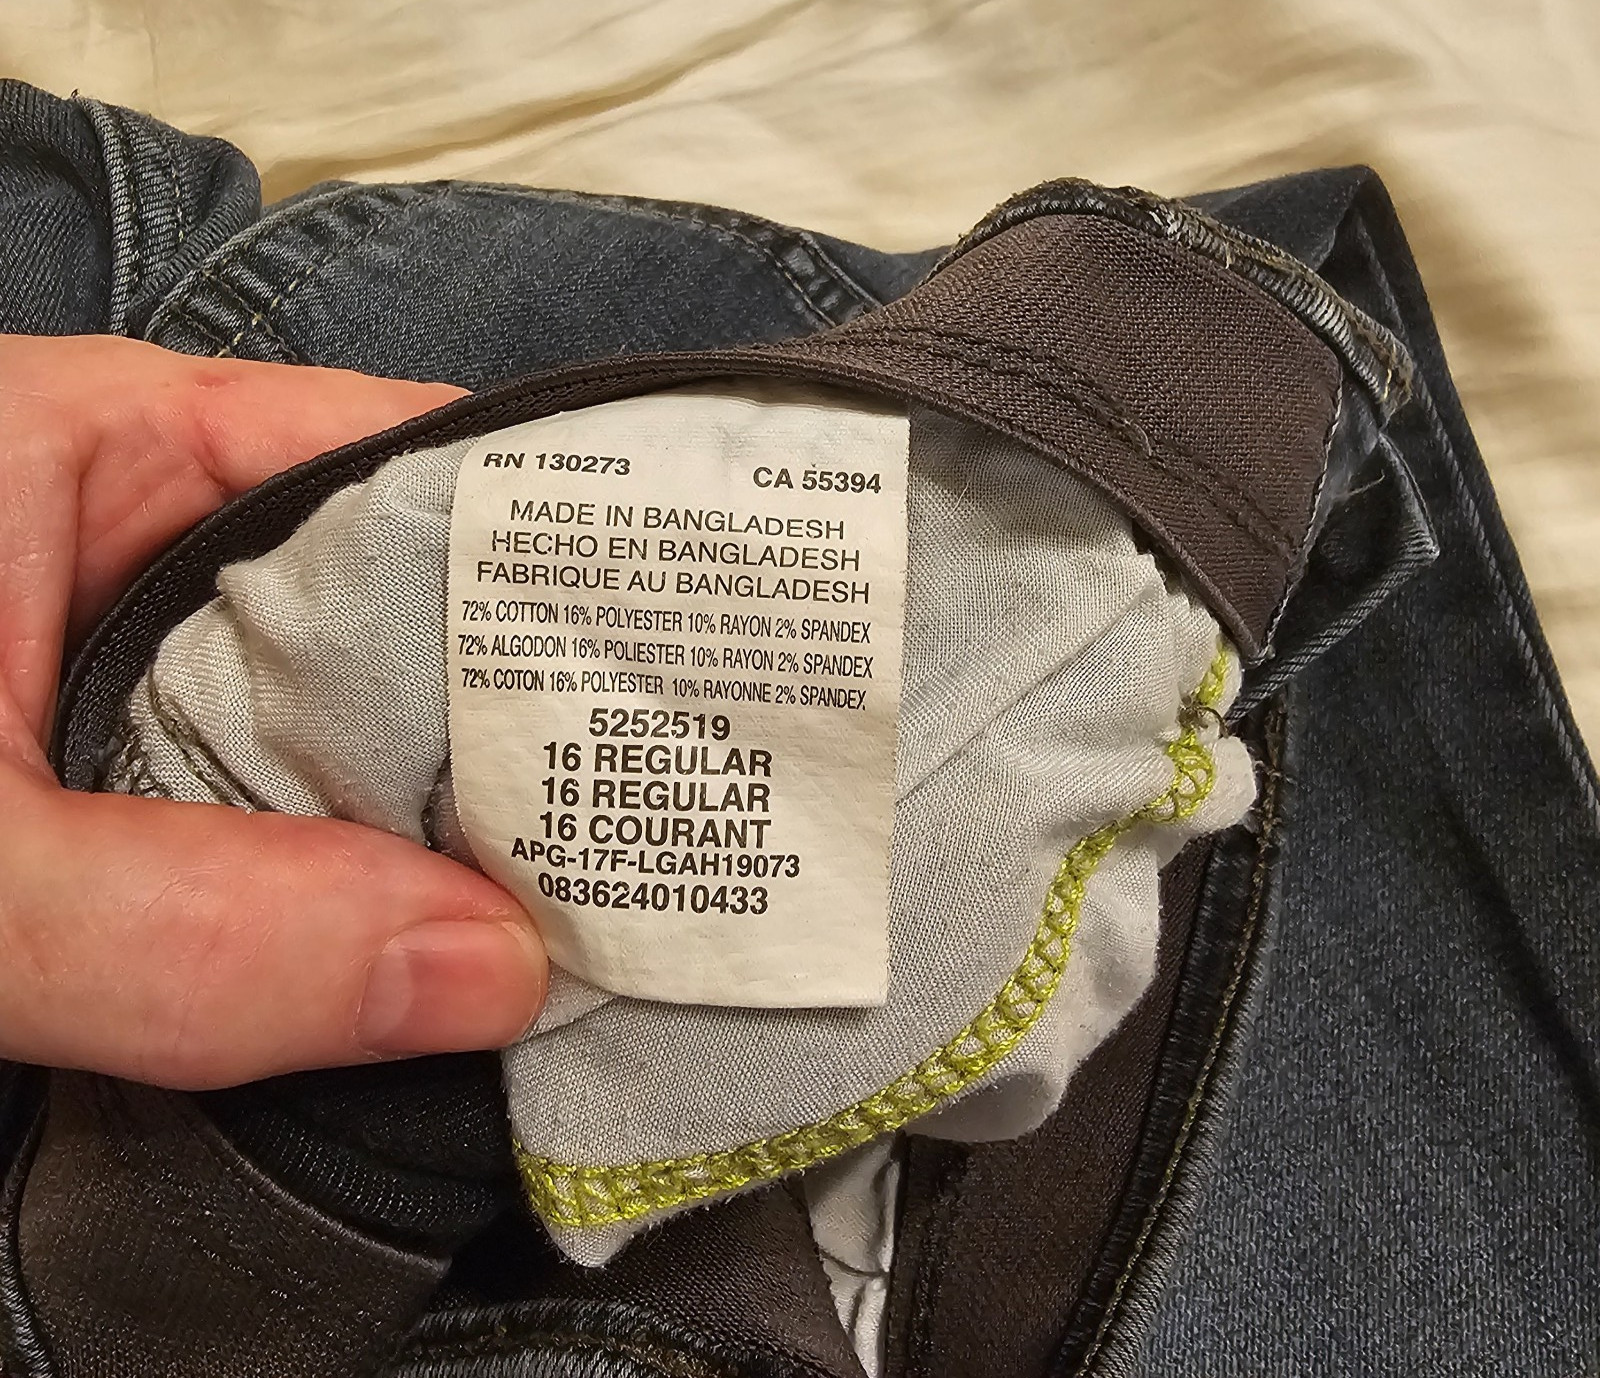 RN 130273 CA 55394
MADE IN BANGLADESH
HECHO EN BANGLADESH
FABRIQUE AU BANGLADESH
72% COTTON 16% POLYESTER 10% RAYON 2% SPANDEX
72% ALGODON 16% POLIESTER 10% RAYON 2% SPANDEX
72% COTON 16% POLYESTER 10% RAYONNE 2% SPANDEX
5252519
16 REGULAR
16 REGULAR
16 COURANT
APG-17F-LGAH19073
083624010433